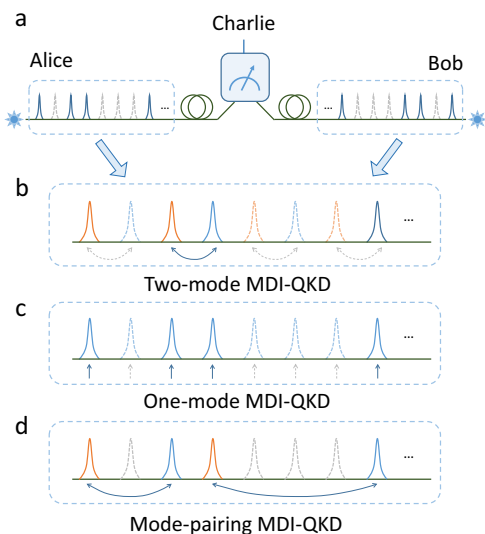 a
Charlie
Alice
Bob
...
...
b
...
Two-mode MDI-QKD
c
...
One-mode MDI-QKD
d
...
Mode-pairing MDI-QKD